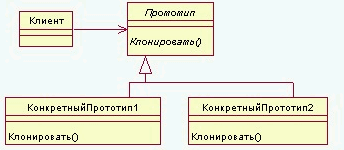 Клиент
Прототип
Клонировать()
КонкретныйПрототип1
Клонировать()
КонкретныйПрототип2
Клонировать()